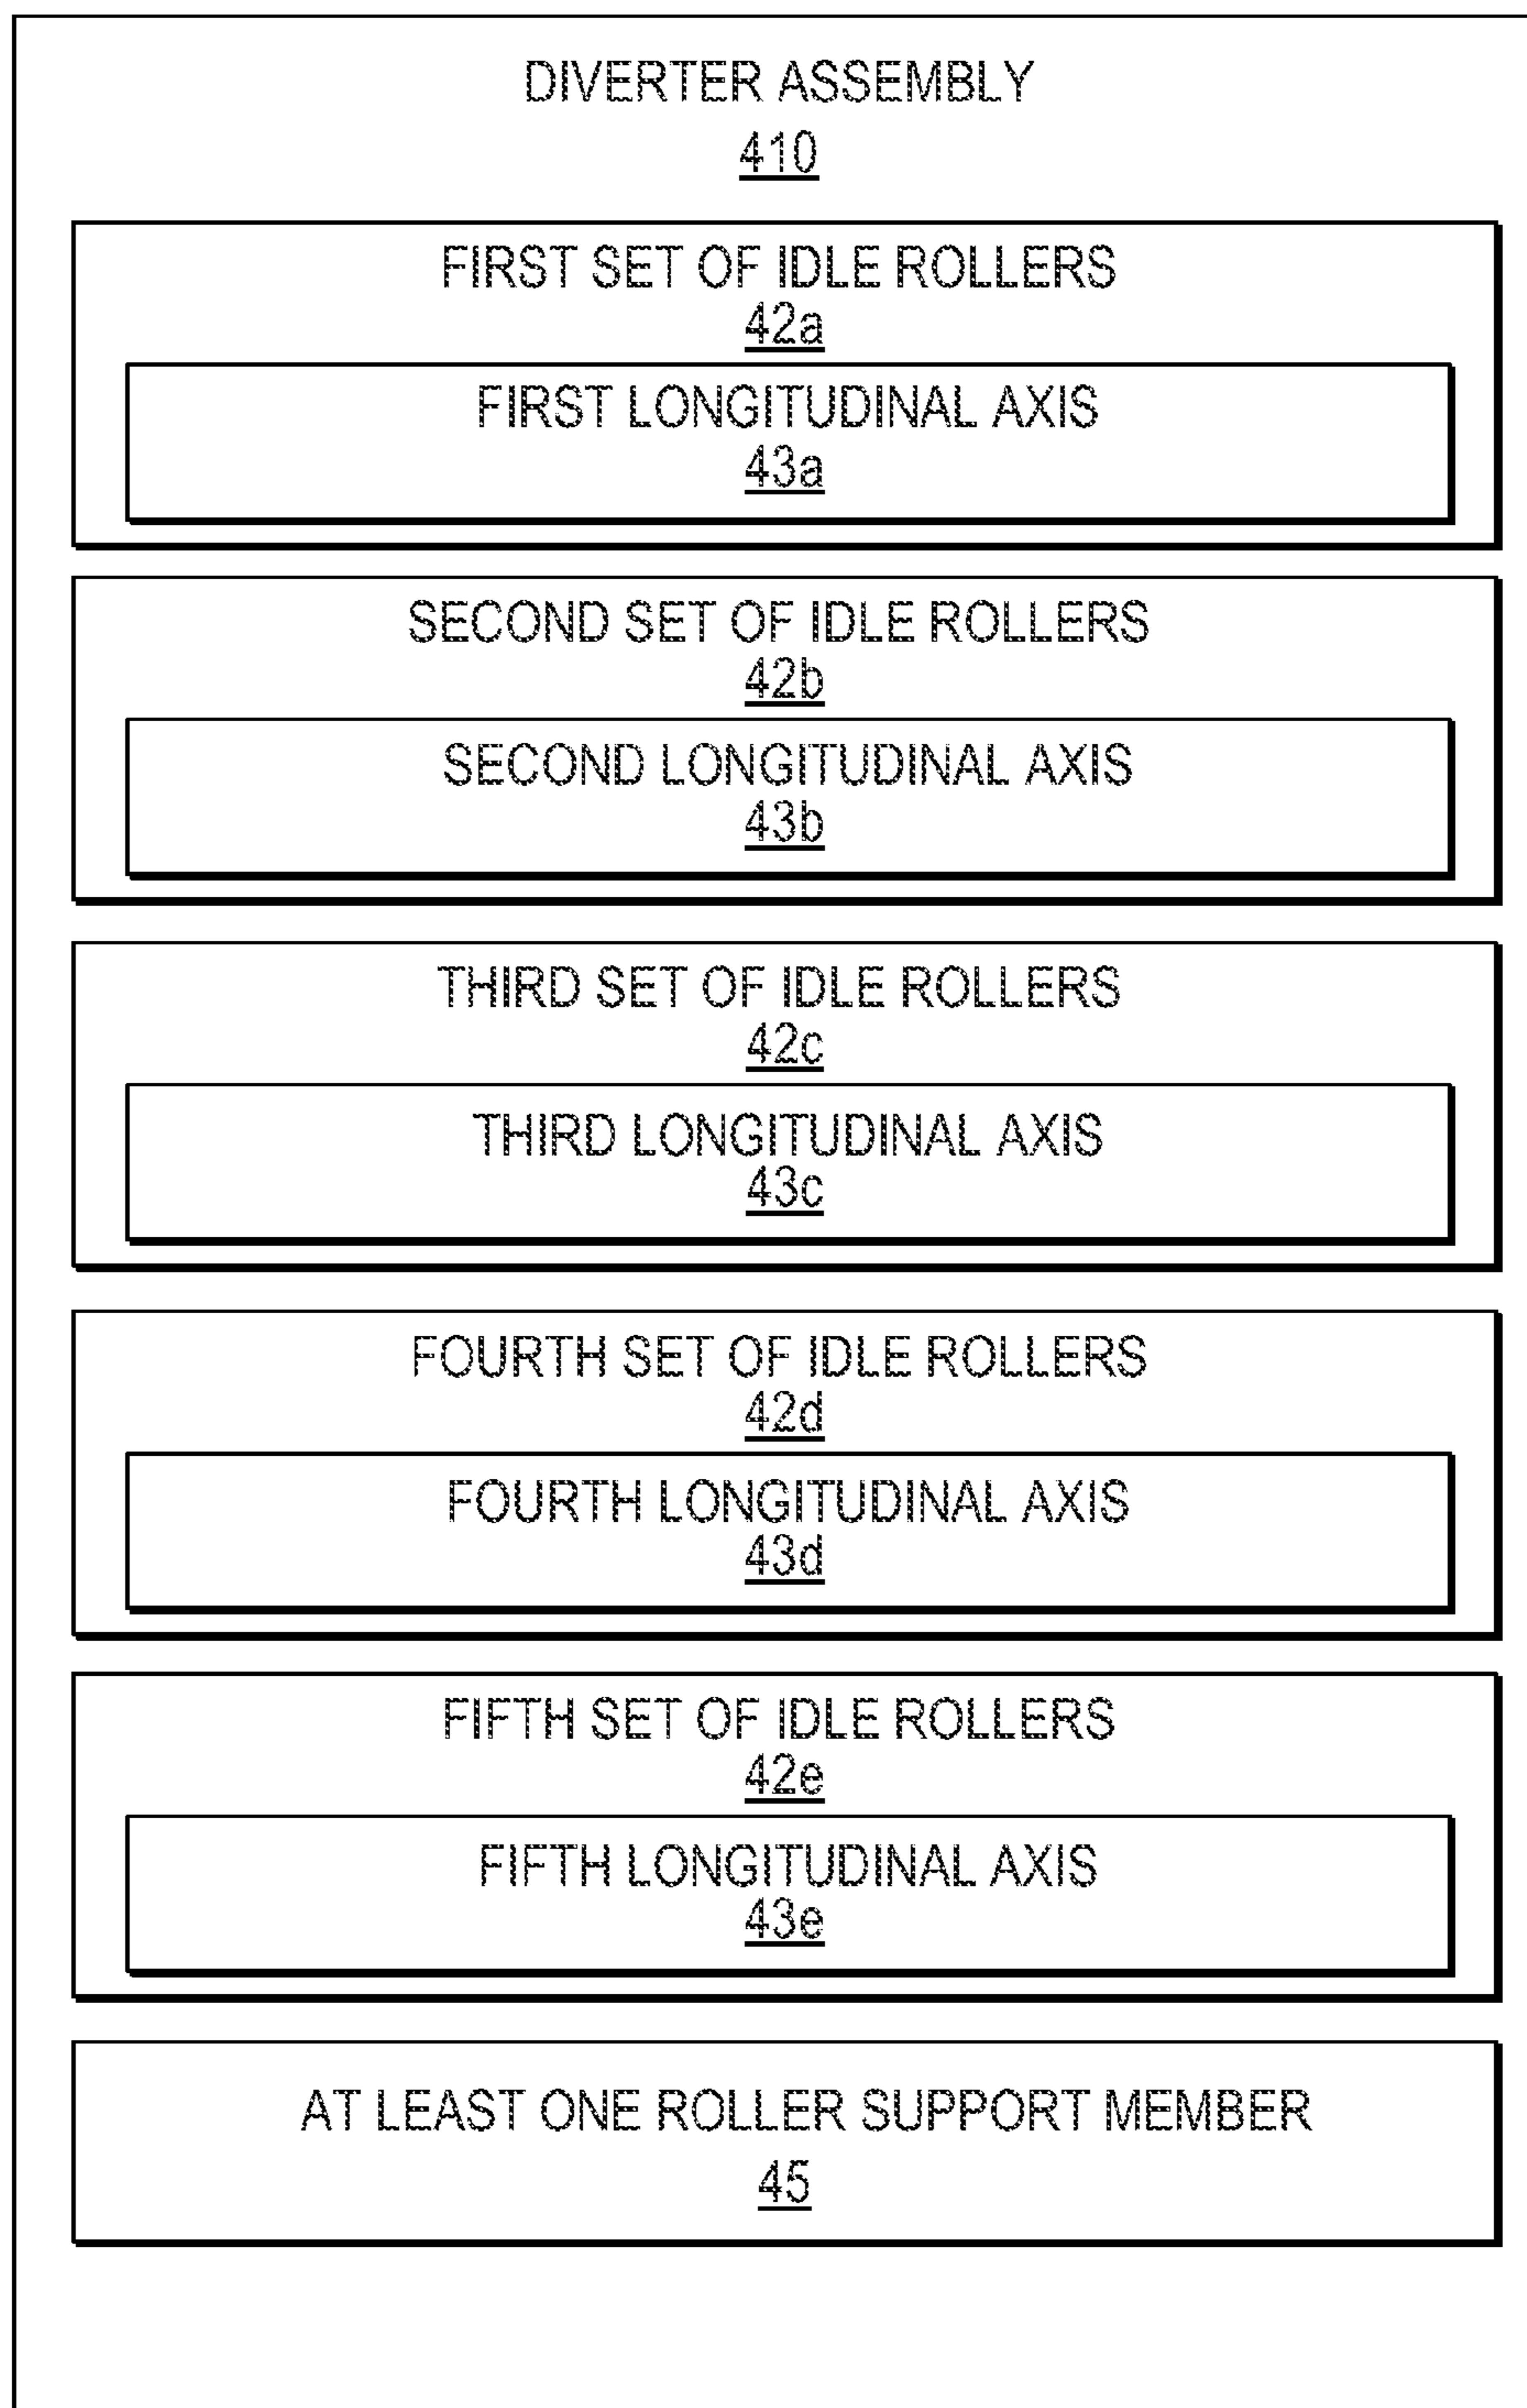 DIVERTER ASSEMBLY
410
FIRST SET OF IDLE ROLLERS
42a
FIRST LONGITUDINAL AXIS
43a
SECOND SET OF IDLE ROLLERS
42b
SECOND LONGITUDINAL AXIS
43b
THIRD SET OF IDLE ROLLERS
42c
THIRD LONGITUDINAL AXIS
43c
FOURTH SET OF IDLE ROLLERS
42d
FOURTH LONGITUDINAL AXIS
43d
FIFTH SET OF IDLE ROLLERS
42e
FIFTH LONGITUDINAL AXIS
43e
AT LEAST ONE ROLLER SUPPORT MEMBER
45